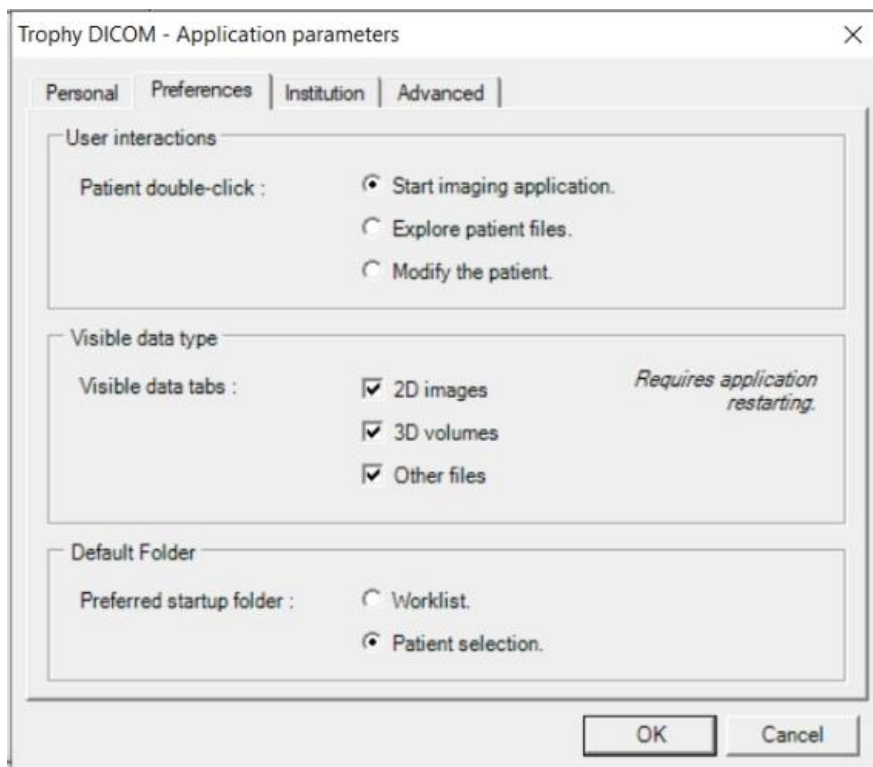 Trophy DICOM - Application parameters
Personal Preferences Institution Advanced
User interactions
Patient double-click : Start imaging application.
Explore patient files.
Modify the patient.
Visible data type
Visible data tabs : 2D images Requires application
restarting.
3D volumes
Other files
Default Folder
Preferred startup folder : Worklist.
Patient selection.
OK Cancel